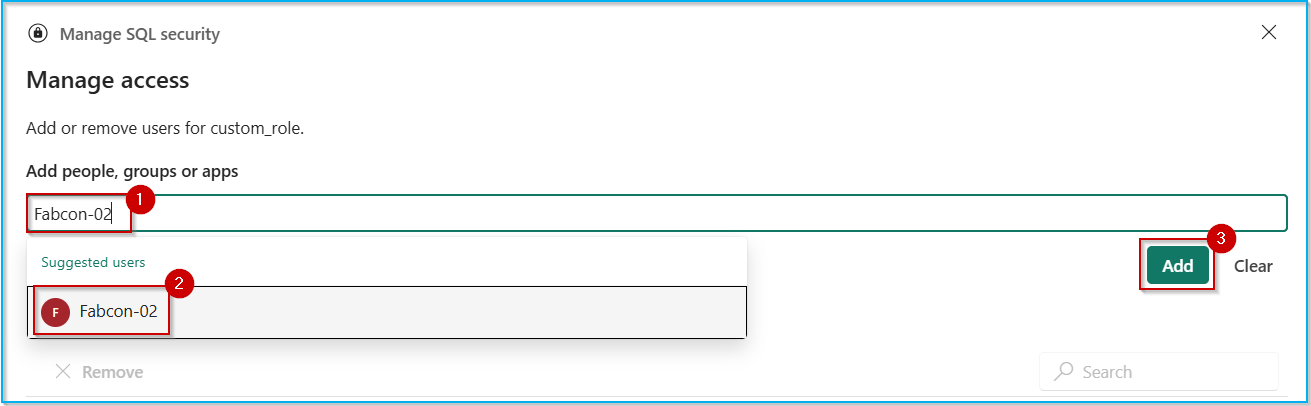 Manage SQL security
Manage access
Add or remove users for custom_role.
Add people, groups or apps
1
Fabcon-02
3
Suggested users
Add Clear
2
F Fabcon-02
Remove Search